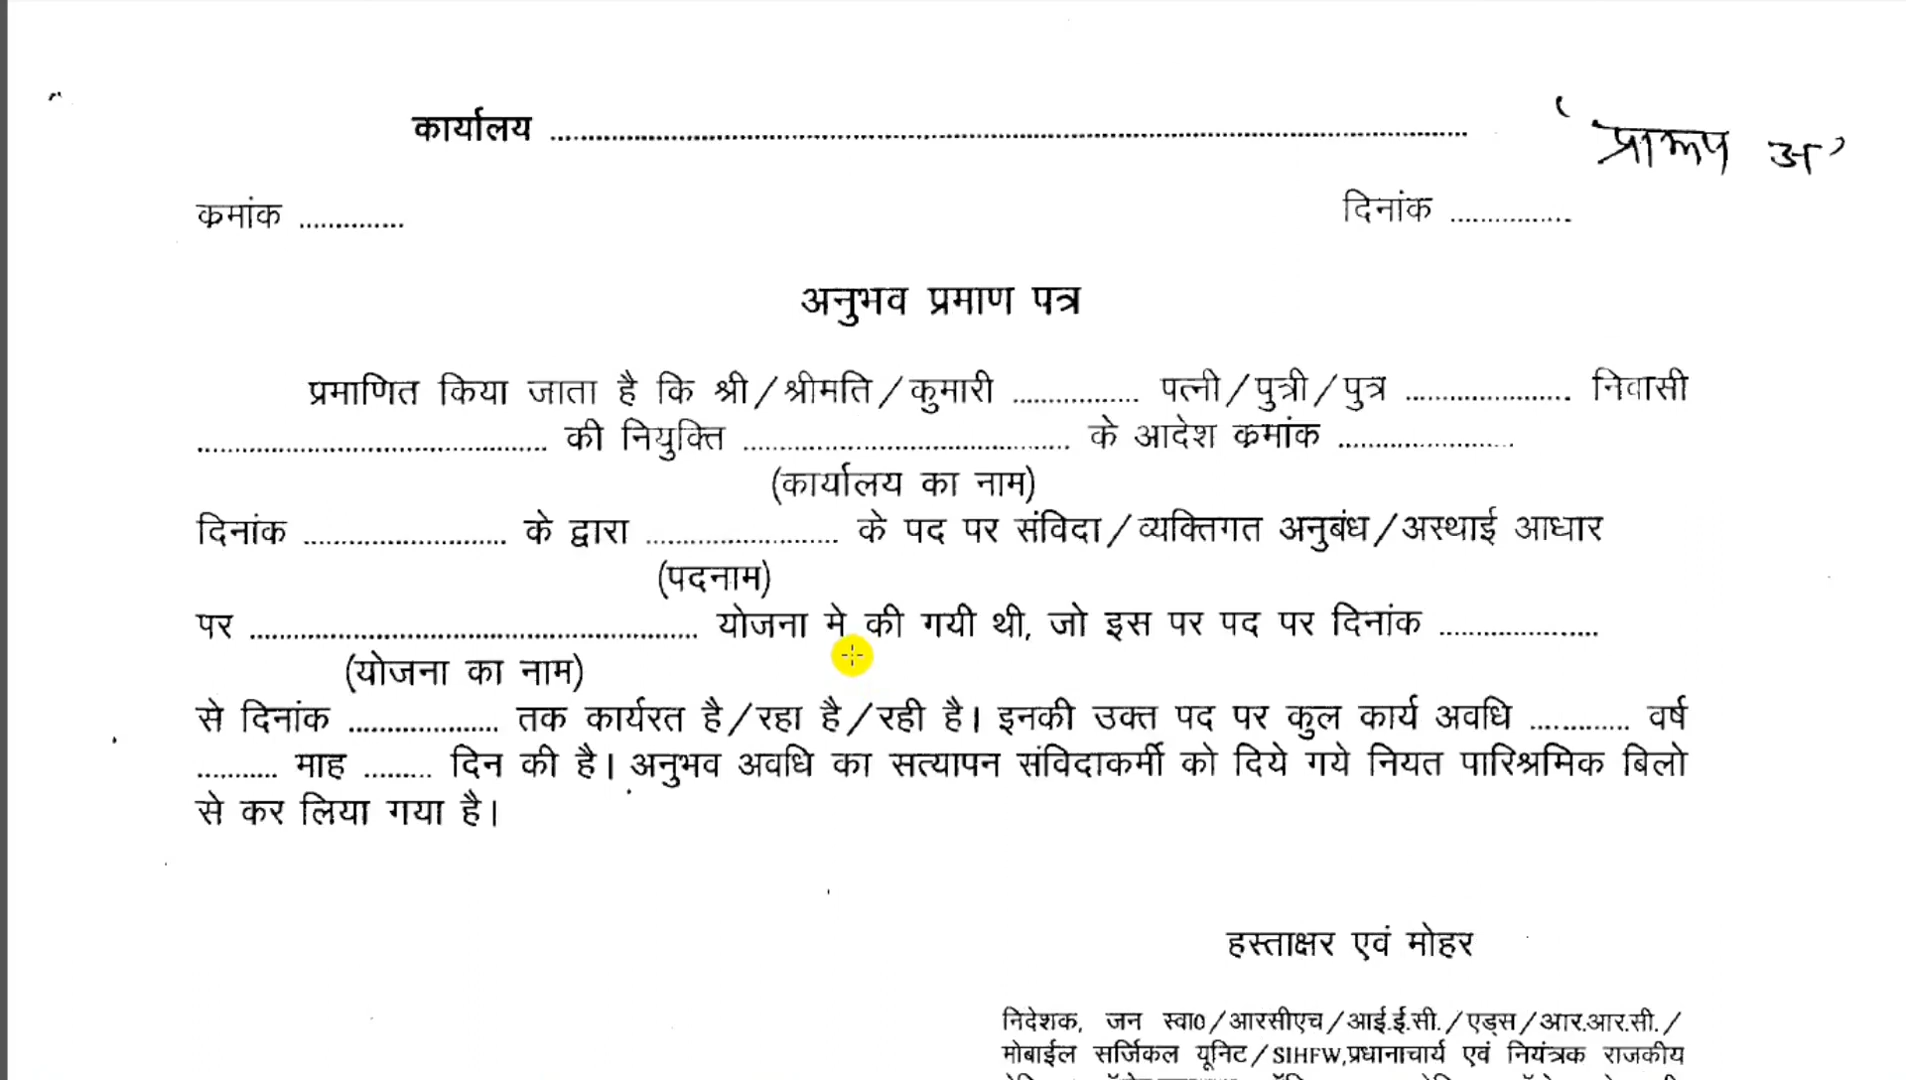 कार्यालय ........................................................................................................
‘प्रारूप अ’
क्रमांक ..............
दिनांक ................
अनुभव प्रमाण पत्र
प्रमाणित किया जाता है कि श्री/श्रीमति/कुमारी ................. पत्नी/पुत्री/पुत्र ...................... निवासी
............................................... की नियुक्ति ............................................ के आदेश क्रमांक ........................
(कार्यालय का नाम)
दिनांक ........................... के द्वारा .......................... के पद पर संविदा/व्यक्तिगत अनुबंध/अस्थाई आधार
(पदनाम)
पर ............................................................ योजना मे की गयी थी, जो इस पर पद पर दिनांक .....................
(योजना का नाम)
से दिनांक .................... तक कार्यरत है/रहा है/रही है। इनकी उक्त पद पर कुल कार्य अवधि ............. वर्ष
........... माह ......... दिन की है। अनुभव अवधि का सत्यापन संविदाकर्मी को दिये गये नियत पारिश्रमिक बिलो
से कर लिया गया है।
हस्ताक्षर एवं मोहर
निदेशक, जन स्वा0/आरसीएच/आई.ई.सी./एड्स/आर.आर.सी./
मोबाईल सर्जिकल यूनिट/SIHFW,प्रधानाचार्य एवं नियंत्रक राजकीय